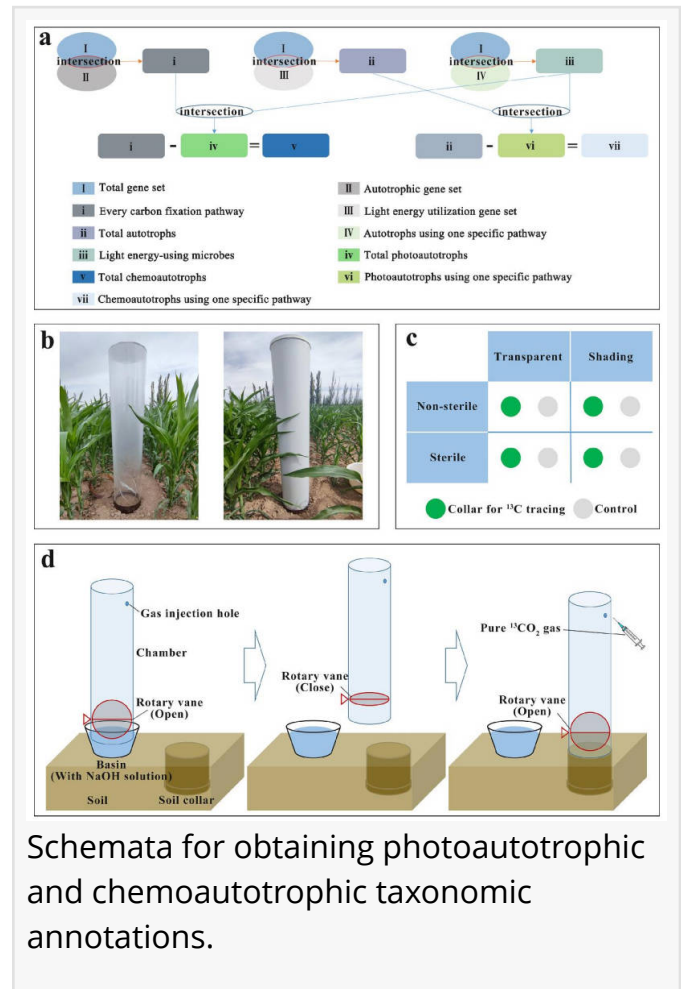 a
I
intersection
II
i
I
intersection
III
ii
I
intersection
IV
iii
intersection
intersection
i - iv = v
ii - vi = vii
I Total gene set
II Autotrophic gene set
i Every carbon fixation pathway
III Light energy utilization gene set
ii Total autotrophs
IV Autotrophs using one specific pathway
iii Light energy-using microbes
iv Total photoautotrophs
v Total chemoautotrophs
vi Photoautotrophs using one specific pathway
vii Chemoautotrophs using one specific pathway
b
c
Transparent
Shading
Non-sterile
Sterile
Collar for ¹³C tracing
Control
d
Gas injection hole
Chamber
Rotary vane
(Open)
Basin
(With NaOH solution)
Soil
Soil collar
Rotary vane
(Close)
Pure ¹³CO₂ gas
Rotary vane
(Open)
Schemata for obtaining photoautotrophic
and chemoautotrophic taxonomic
annotations.